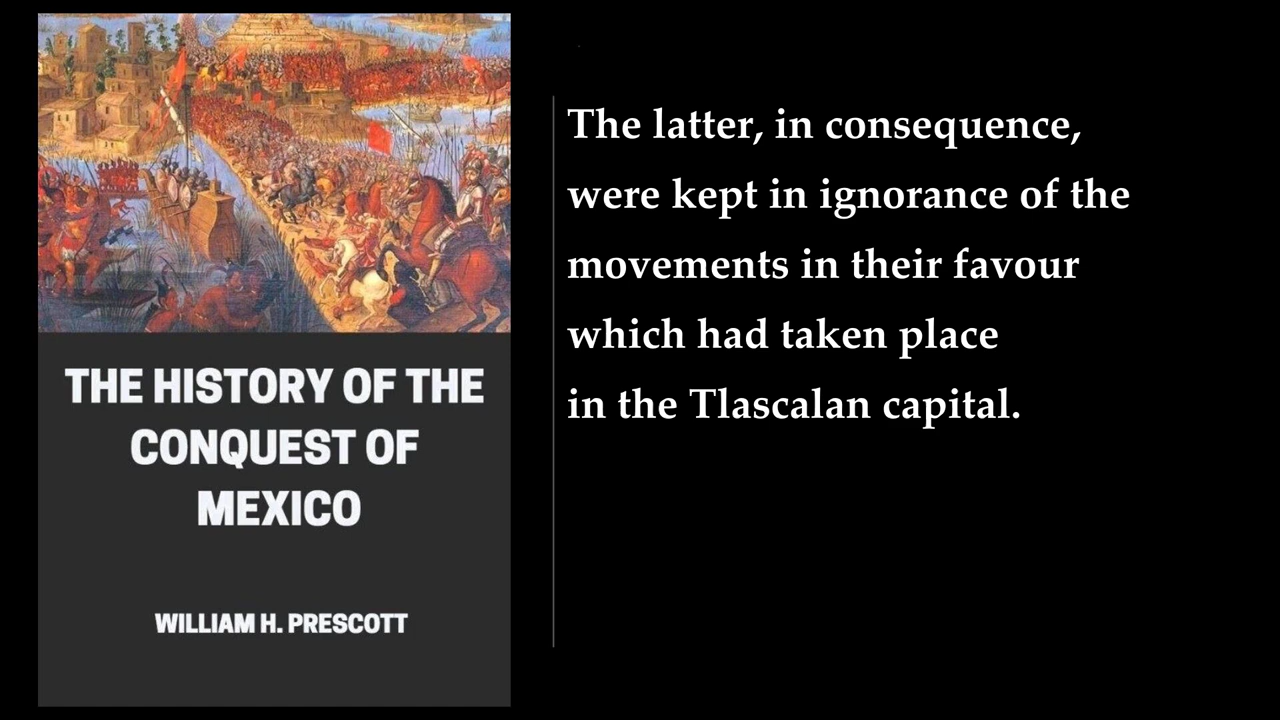 THE HISTORY OF THE
CONQUEST OF
MEXICO
WILLIAM H. PRESCOTT
The latter, in consequence,
were kept in ignorance of the
movements in their favour
which had taken place
in the Tlascalan capital.